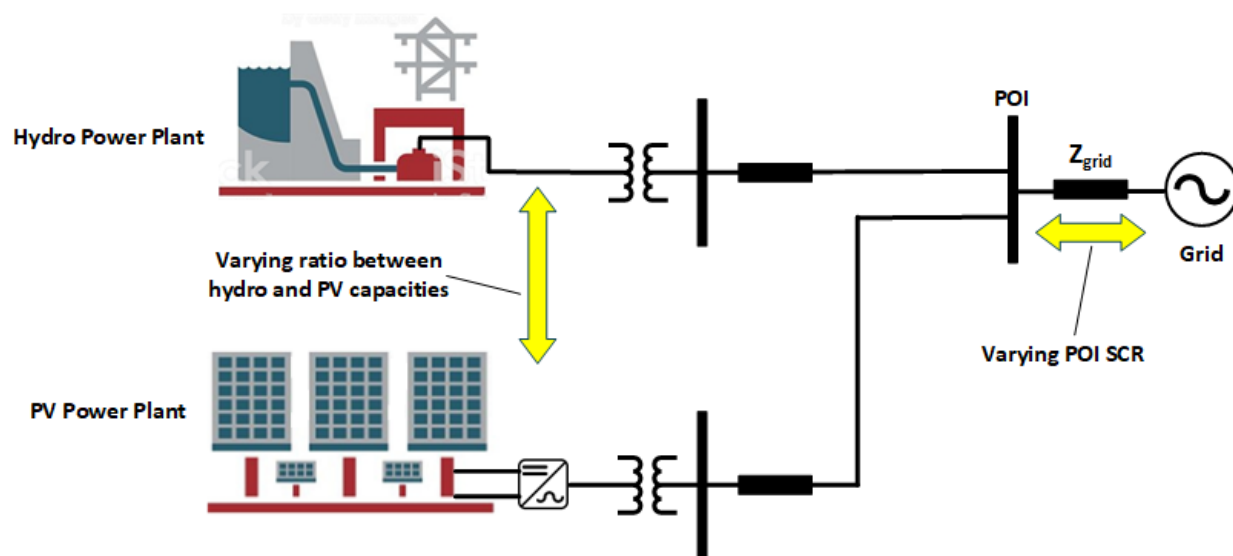 Hydro Power Plant
POI
Z_grid
Grid
Varying ratio between
hydro and PV capacities
Varying POI SCR
PV Power Plant